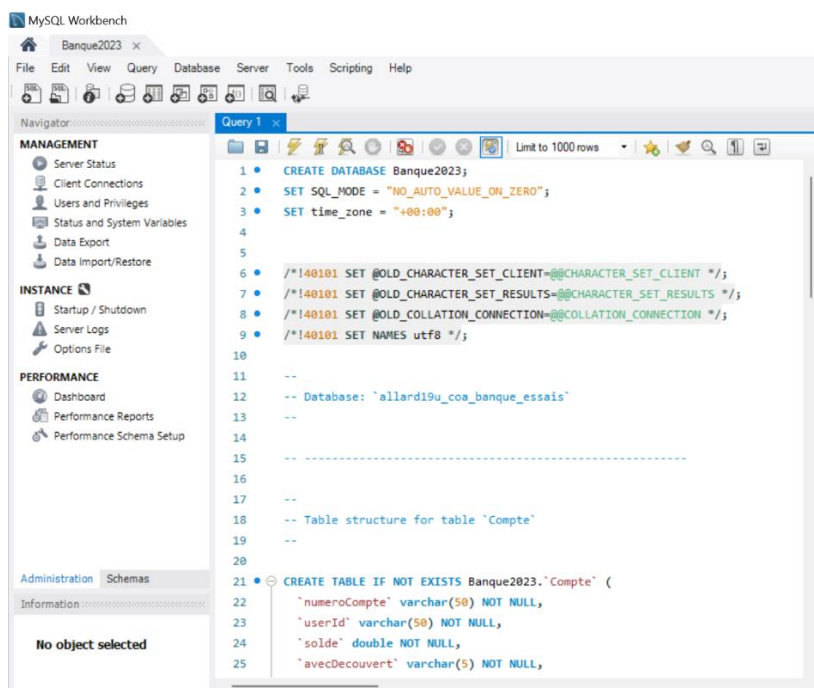 MySQL Workbench
Banque2023
File Edit View Query Database Server Tools Scripting Help
Navigator
MANAGEMENT
Server Status
Client Connections
Users and Privileges
Status and System Variables
Data Export
Data Import/Restore
INSTANCE
Startup / Shutdown
Server Logs
Options File
PERFORMANCE
Dashboard
Performance Reports
Performance Schema Setup
Administration Schemas
Information
No object selected
Query 1
Limit to 1000 rows
1 CREATE DATABASE Banque2023;
2 SET SQL_MODE = "NO_AUTO_VALUE_ON_ZERO";
3 SET time_zone = "+00:00";
4
5
6 /*!40101 SET @OLD_CHARACTER_SET_CLIENT=@@CHARACTER_SET_CLIENT */;
7 /*!40101 SET @OLD_CHARACTER_SET_RESULTS=@@CHARACTER_SET_RESULTS */;
8 /*!40101 SET @OLD_COLLATION_CONNECTION=@@COLLATION_CONNECTION */;
9 /*!40101 SET NAMES utf8 */;
10
11 --
12 -- Database: `allard19u_coa_banque_essais`
13 --
14
15 -- --------------------------------------------------------
16
17 --
18 -- Table structure for table `Compte`
19 --
20
21 CREATE TABLE IF NOT EXISTS Banque2023.`Compte` (
22 `numeroCompte` varchar(50) NOT NULL,
23 `userId` varchar(50) NOT NULL,
24 `solde` double NOT NULL,
25 `avecDecouvert` varchar(5) NOT NULL,